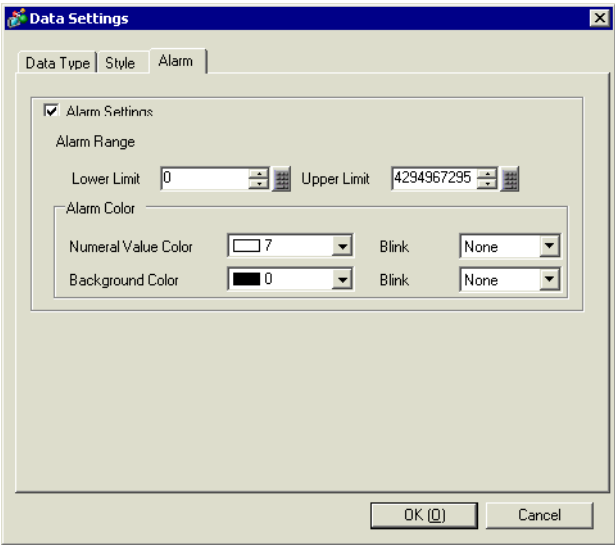 Data Settings
Data Type Style Alarm
Alarm Settings
Alarm Range
Lower Limit 0 Upper Limit 4294967295
Alarm Color
Numeral Value Color 7 Blink None
Background Color 0 Blink None
OK (O) Cancel